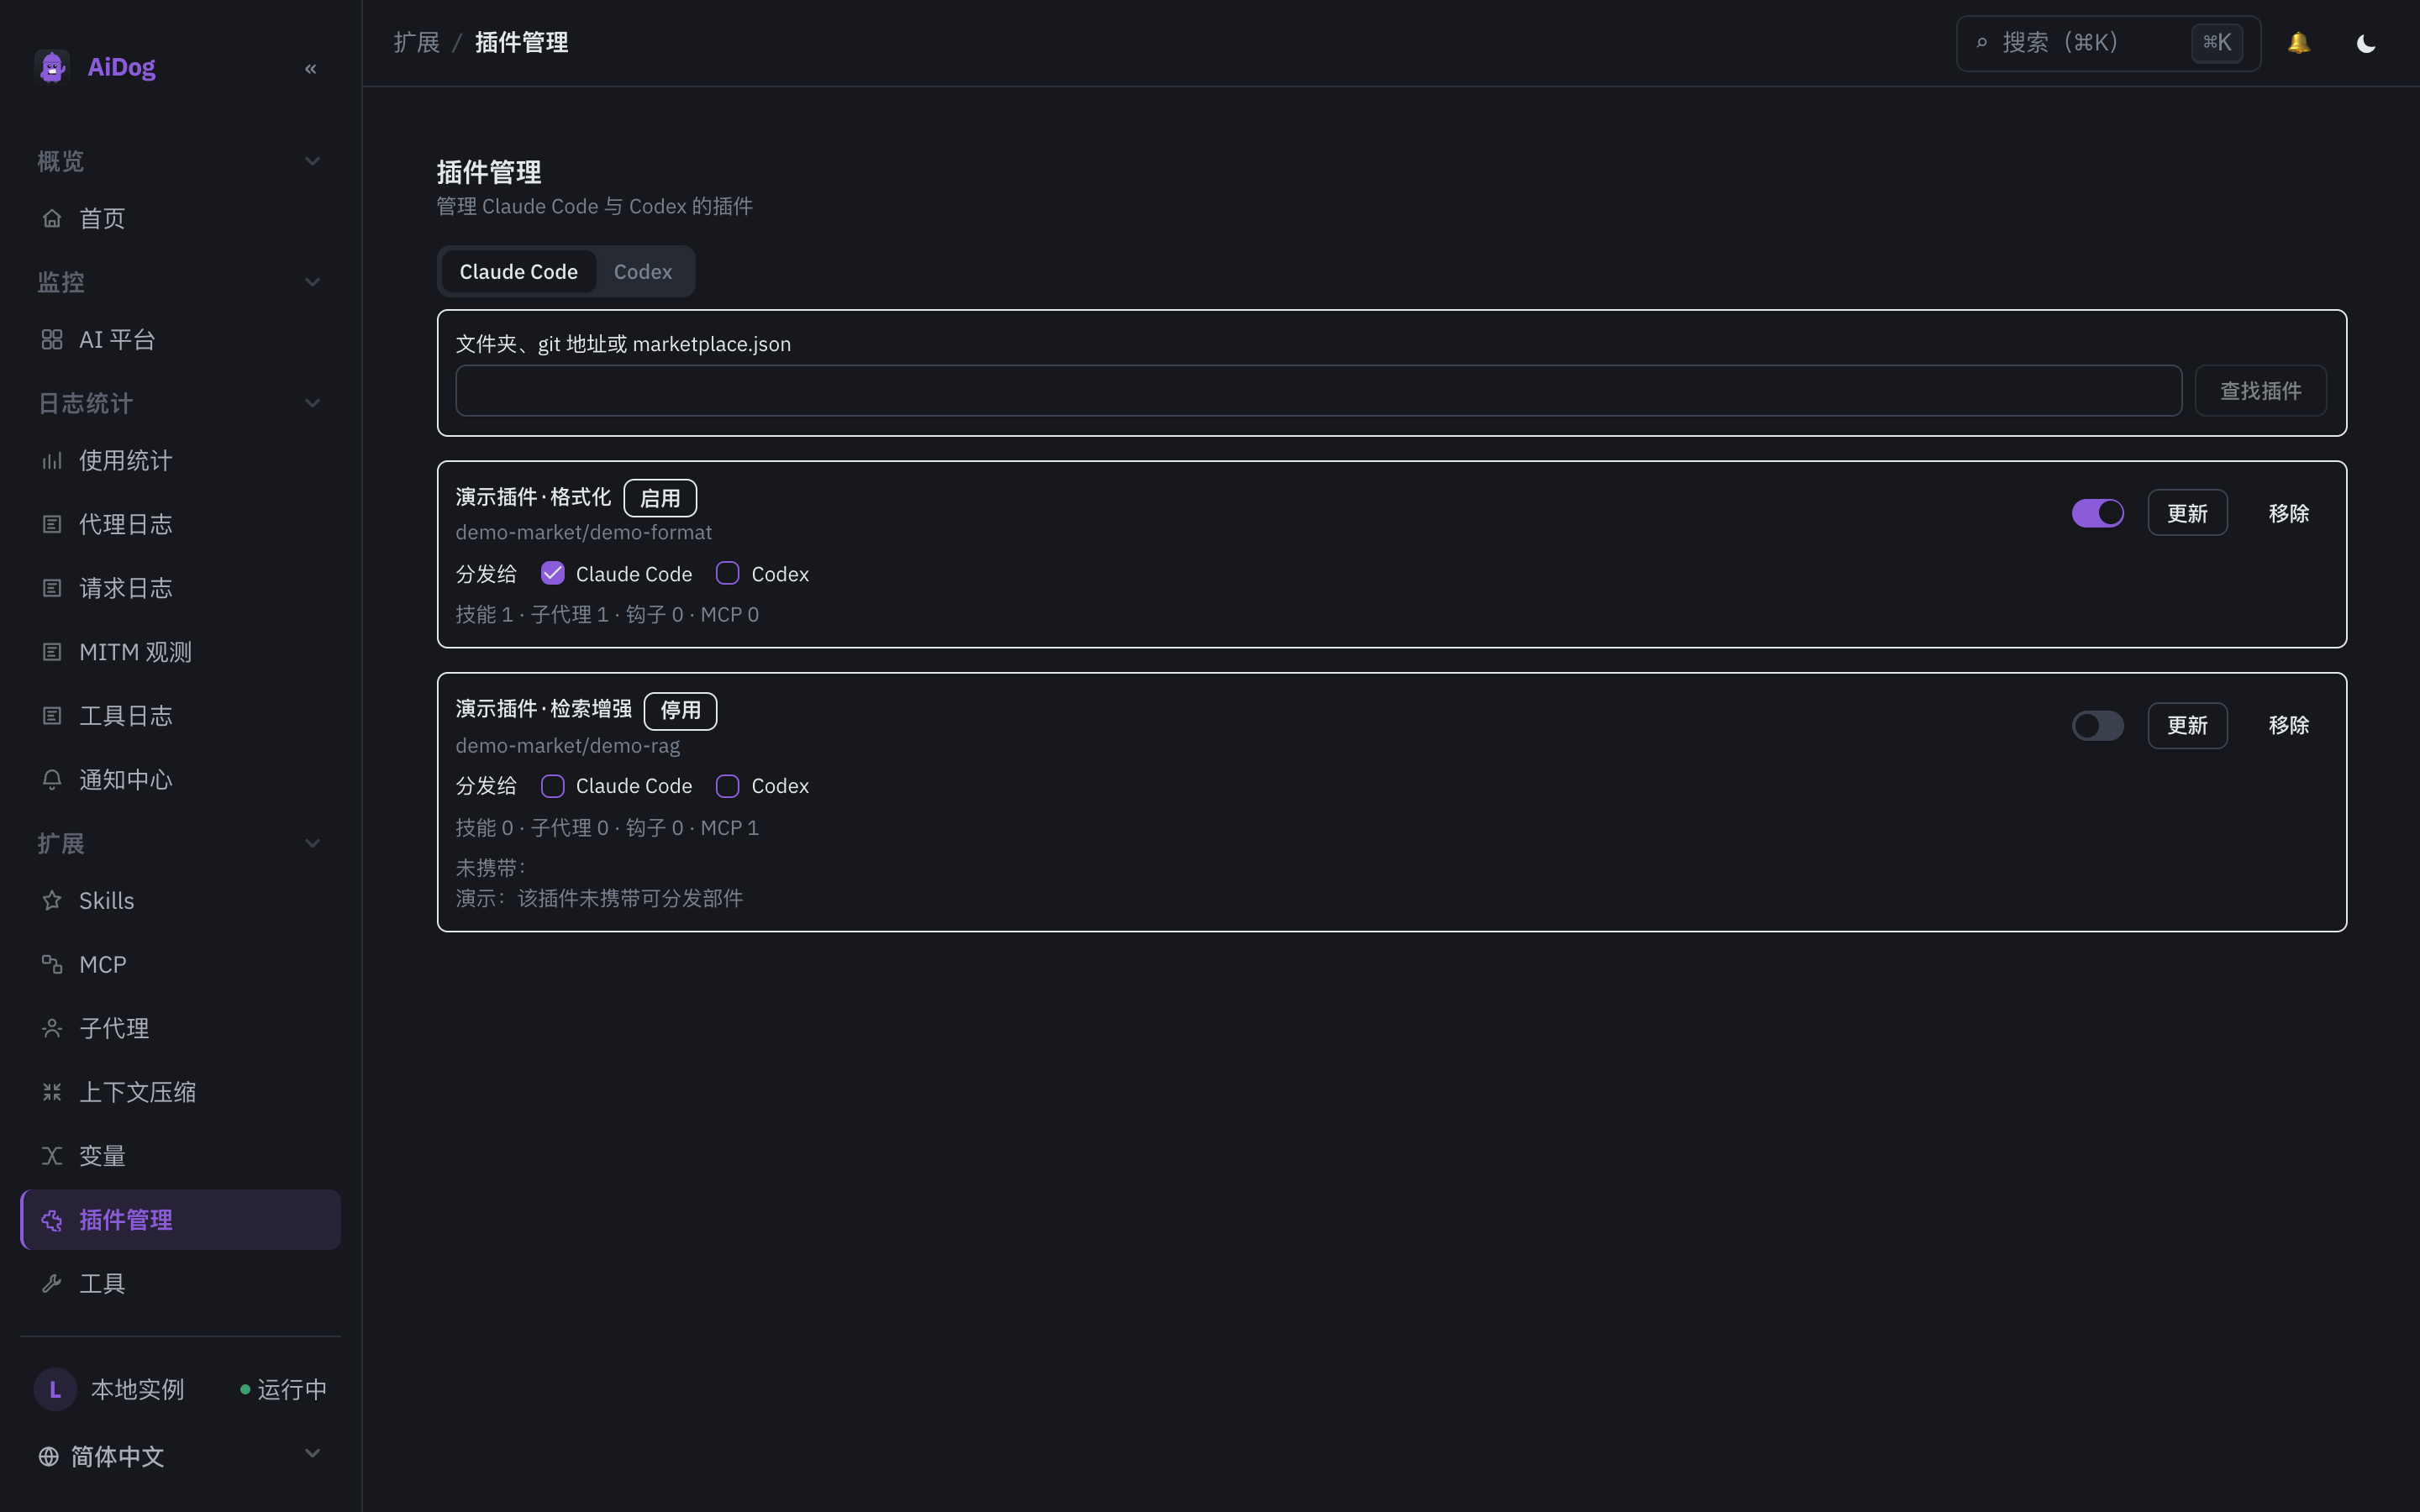 AiDog
«
概览
首页
监控
AI 平台
日志统计
使用统计
代理日志
请求日志
MITM 观测
工具日志
通知中心
扩展
Skills
MCP
子代理
上下文压缩
变量
插件管理
工具
L 本地实例 运行中
简体中文
扩展 / 插件管理
搜索（⌘K） ⌘K
插件管理
管理 Claude Code 与 Codex 的插件
Claude Code Codex
文件夹、git 地址或 marketplace.json
查找插件
演示插件·格式化 启用
demo-market/demo-format
更新 移除
分发给 Claude Code Codex
技能 1 · 子代理 1 · 钩子 0 · MCP 0
演示插件·检索增强 停用
demo-market/demo-rag
更新 移除
分发给 Claude Code Codex
技能 0 · 子代理 0 · 钩子 0 · MCP 1
未携带：
演示：该插件未携带可分发部件